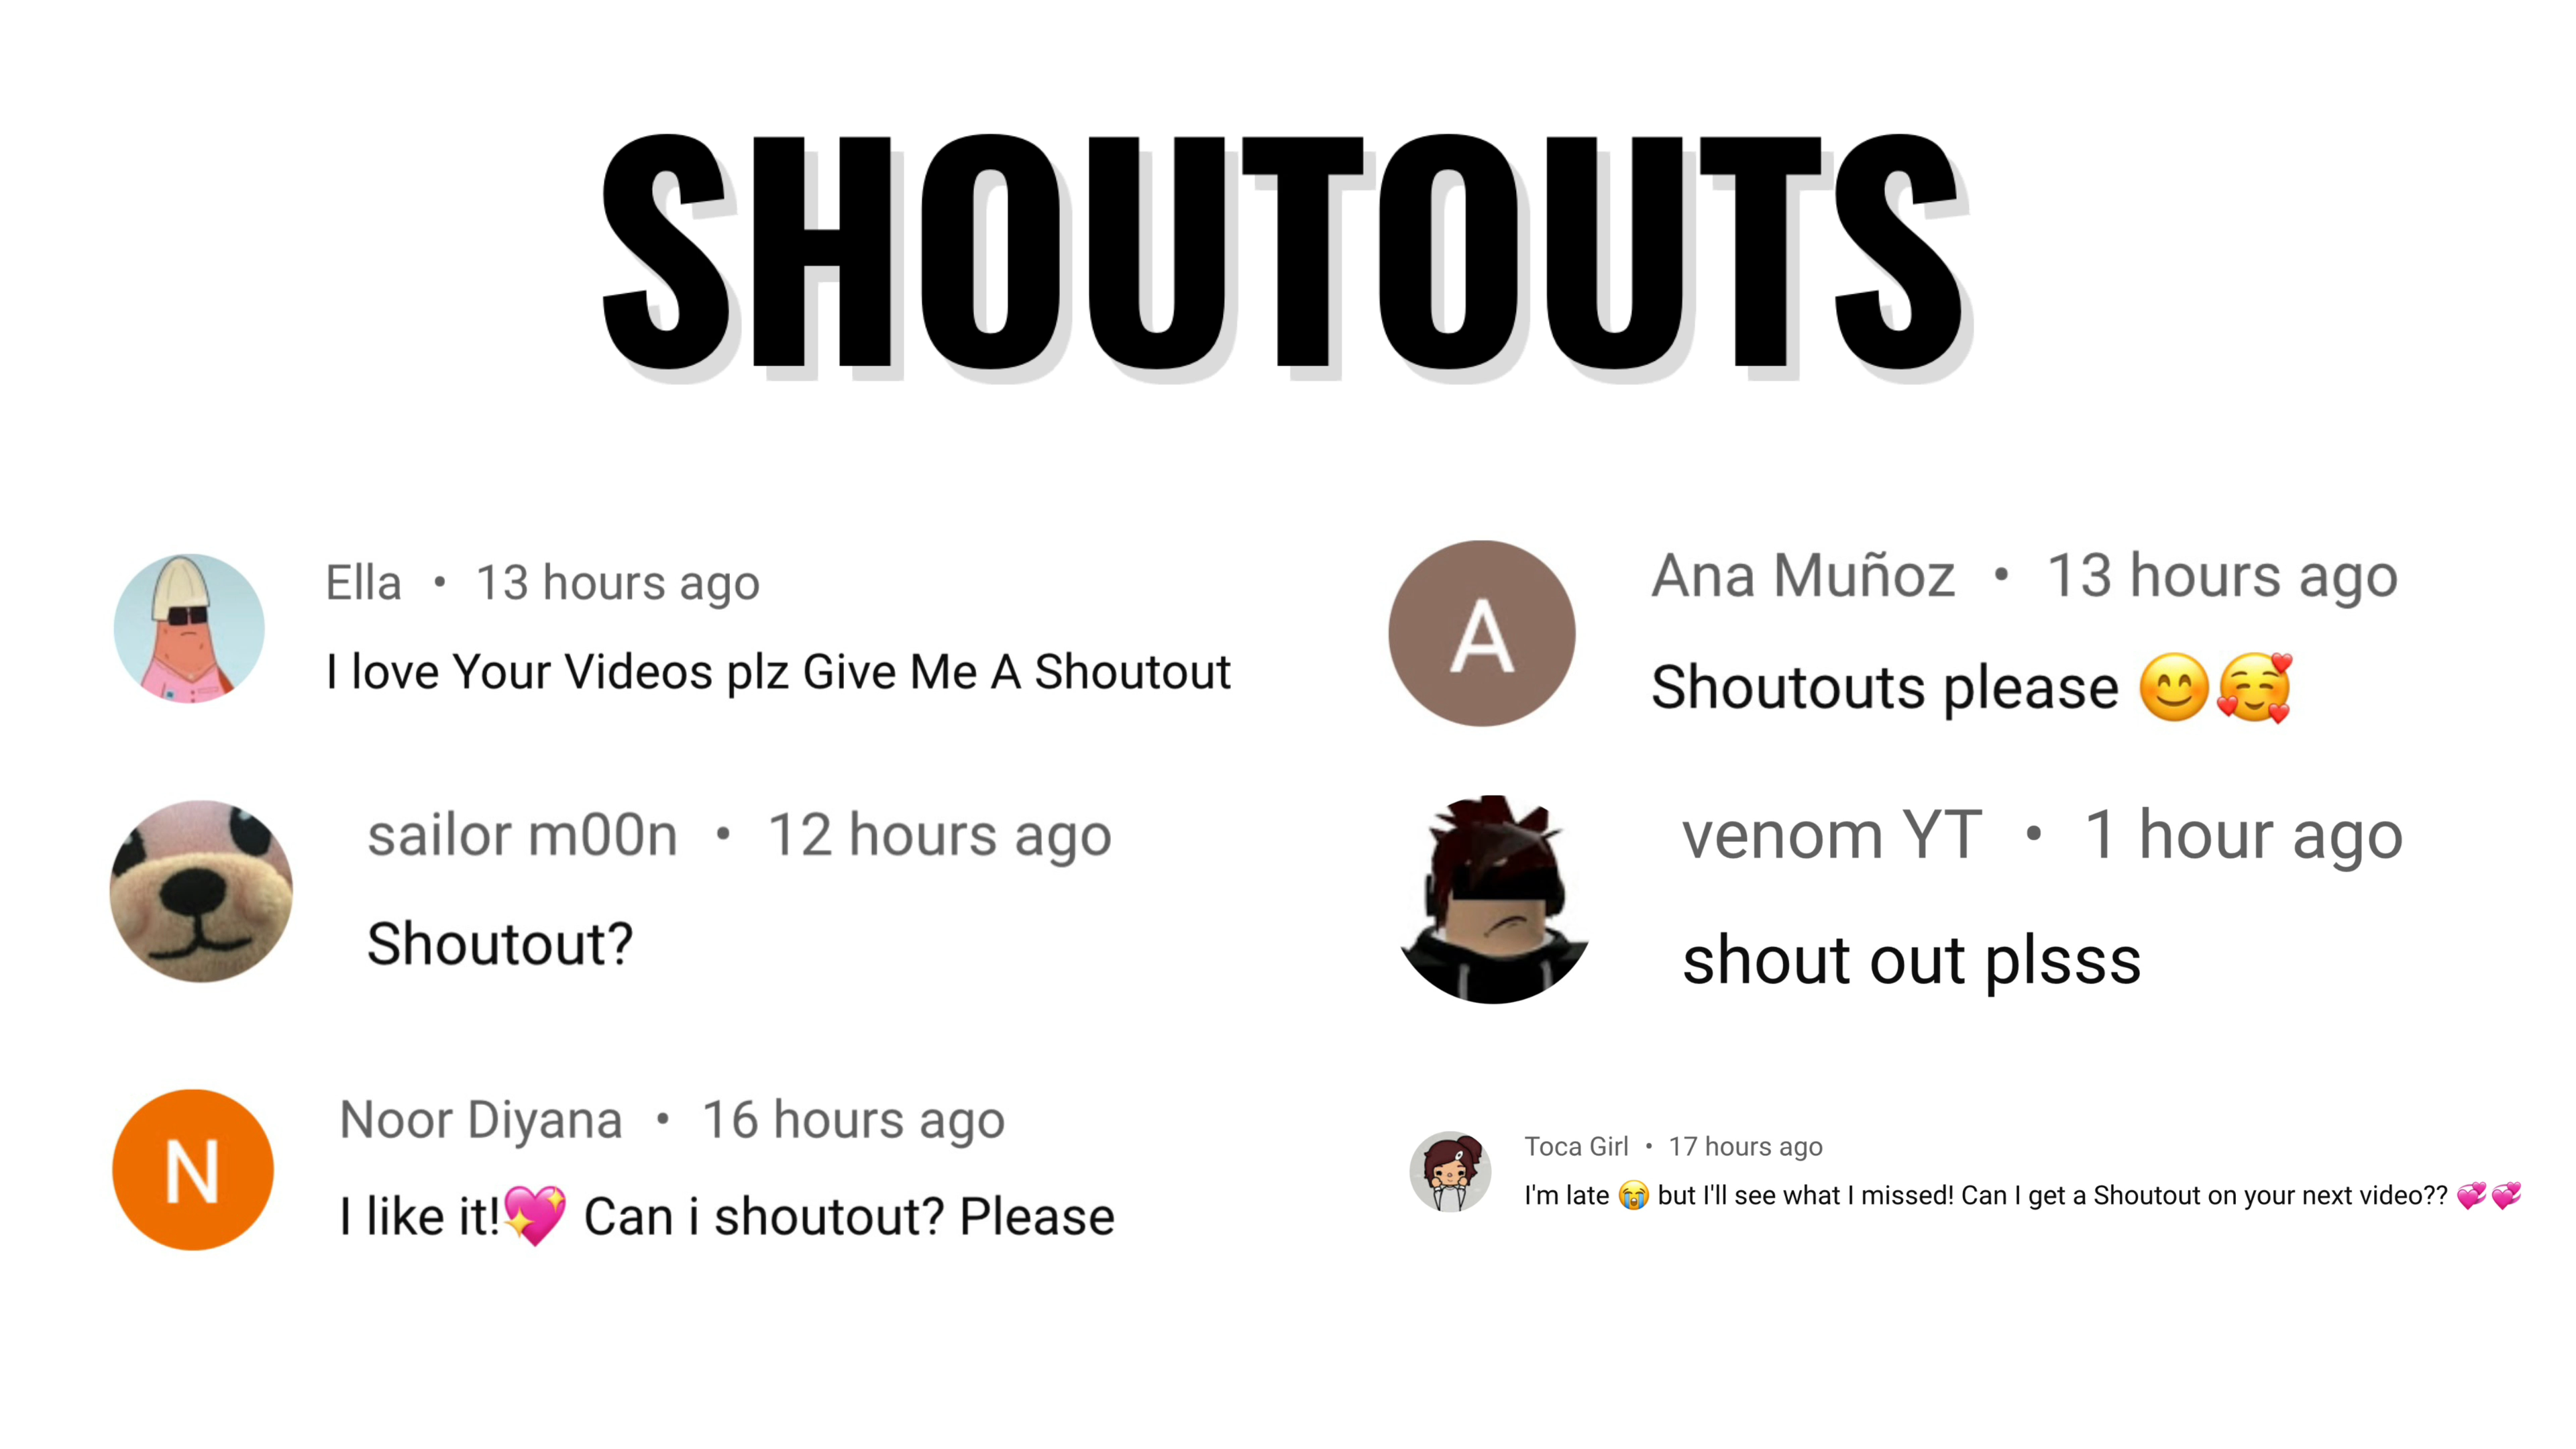 SHOUTOUTS
Ella • 13 hours ago
I love Your Videos plz Give Me A Shoutout
sailor m00n • 12 hours ago
Shoutout?
N
Noor Diyana • 16 hours ago
I like it!💖 Can i shoutout? Please
A
Ana Muñoz • 13 hours ago
Shoutouts please 😊🥰
venom YT • 1 hour ago
shout out plsss
Toca Girl • 17 hours ago
I'm late 😭 but I'll see what I missed! Can I get a Shoutout on your next video?? 💞💞